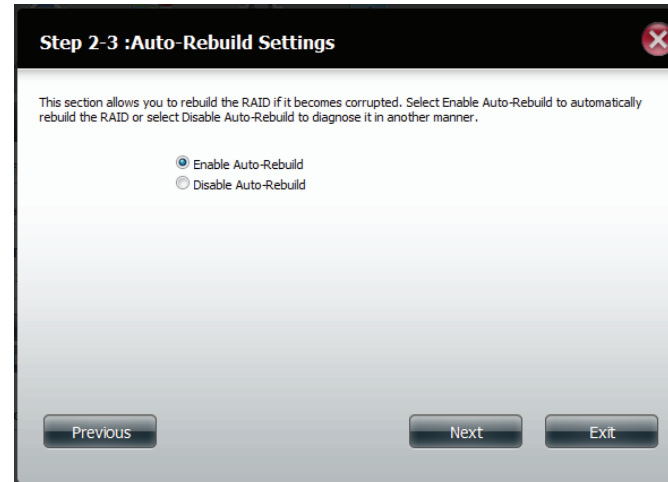 Step 2-3 :Auto-Rebuild Settings
This section allows you to rebuild the RAID if it becomes corrupted. Select Enable Auto-Rebuild to automatically
rebuild the RAID or select Disable Auto-Rebuild to diagnose it in another manner.
Enable Auto-Rebuild
Disable Auto-Rebuild
Previous Next Exit